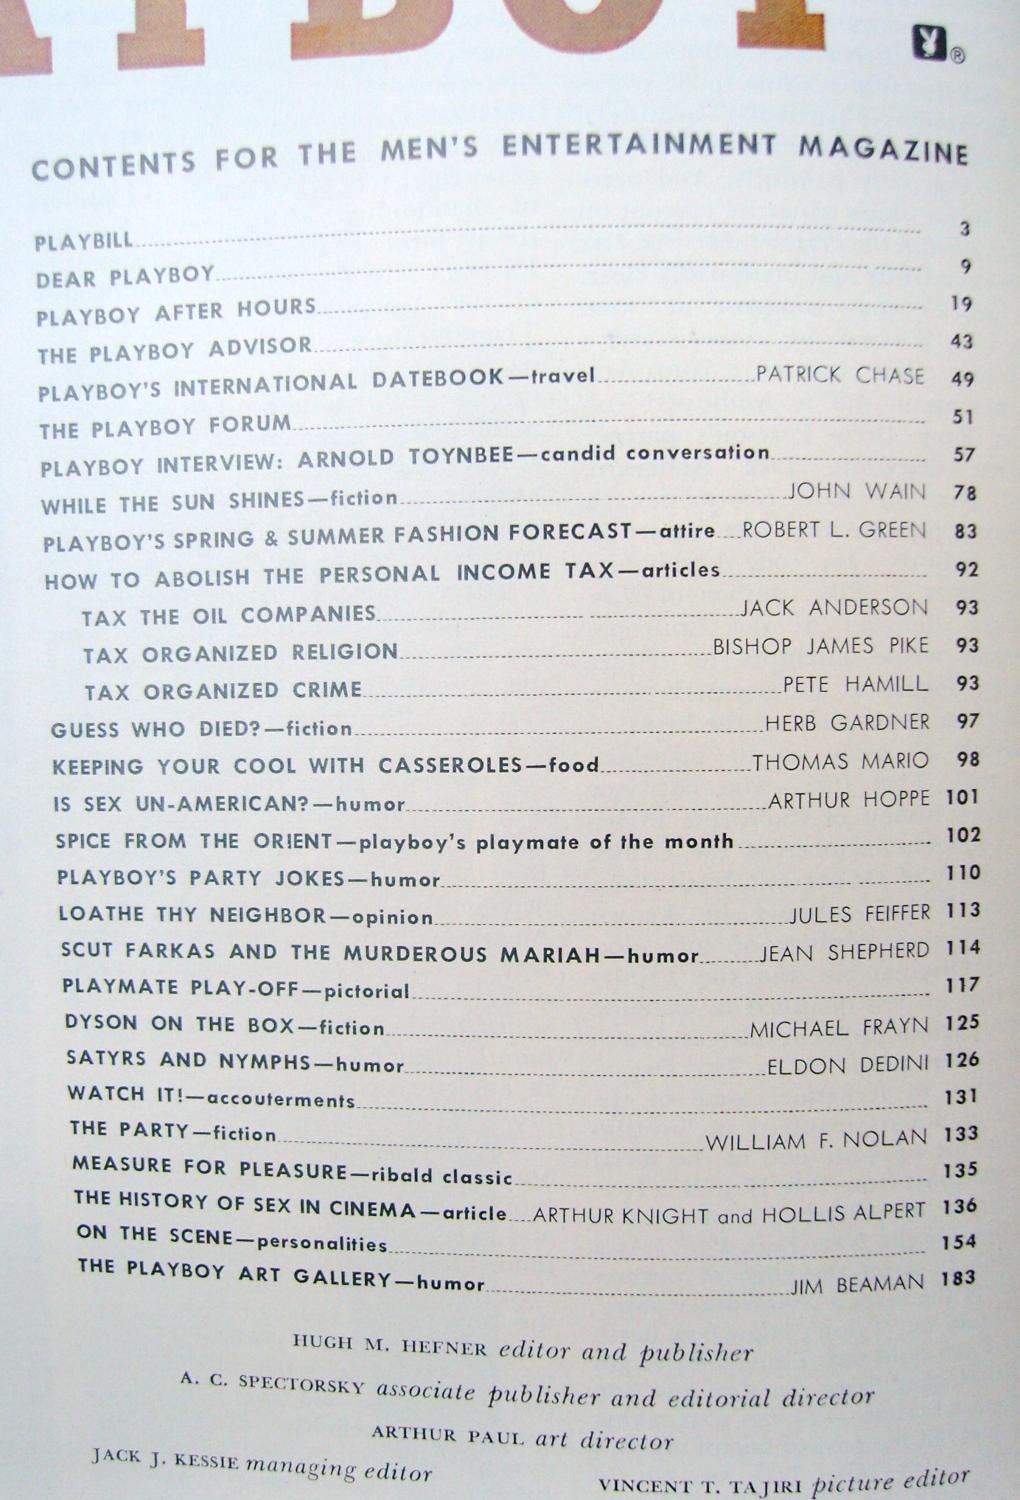 AYBOY
®
CONTENTS FOR THE MEN'S ENTERTAINMENT MAGAZINE
PLAYBILL 3
DEAR PLAYBOY 9
PLAYBOY AFTER HOURS 19
THE PLAYBOY ADVISOR 43
PLAYBOY'S INTERNATIONAL DATEBOOK—travel PATRICK CHASE 49
THE PLAYBOY FORUM 51
PLAYBOY INTERVIEW: ARNOLD TOYNBEE—candid conversation 57
WHILE THE SUN SHINES—fiction JOHN WAIN 78
PLAYBOY'S SPRING & SUMMER FASHION FORECAST—attire ROBERT L. GREEN 83
HOW TO ABOLISH THE PERSONAL INCOME TAX—articles 92
TAX THE OIL COMPANIES JACK ANDERSON 93
TAX ORGANIZED RELIGION BISHOP JAMES PIKE 93
TAX ORGANIZED CRIME PETE HAMILL 93
GUESS WHO DIED?—fiction HERB GARDNER 97
KEEPING YOUR COOL WITH CASSEROLES—food THOMAS MARIO 98
IS SEX UN-AMERICAN?—humor ARTHUR HOPPE 101
SPICE FROM THE ORIENT—playboy's playmate of the month 102
PLAYBOY'S PARTY JOKES—humor 110
LOATHE THY NEIGHBOR—opinion JULES FEIFFER 113
SCUT FARKAS AND THE MURDEROUS MARIAH—humor JEAN SHEPHERD 114
PLAYMATE PLAY-OFF—pictorial 117
DYSON ON THE BOX—fiction MICHAEL FRAYN 125
SATYRS AND NYMPHS—humor ELDON DEDINI 126
WATCH IT!—accouterments 131
THE PARTY—fiction WILLIAM F. NOLAN 133
MEASURE FOR PLEASURE—ribald classic 135
THE HISTORY OF SEX IN CINEMA—article ARTHUR KNIGHT and HOLLIS ALPERT 136
ON THE SCENE—personalities 154
THE PLAYBOY ART GALLERY—humor JIM BEAMAN 183
HUGH M. HEFNER editor and publisher
A. C. SPECTORSKY associate publisher and editorial director
ARTHUR PAUL art director
JACK J. KESSIE managing editor VINCENT T. TAJIRI picture editor